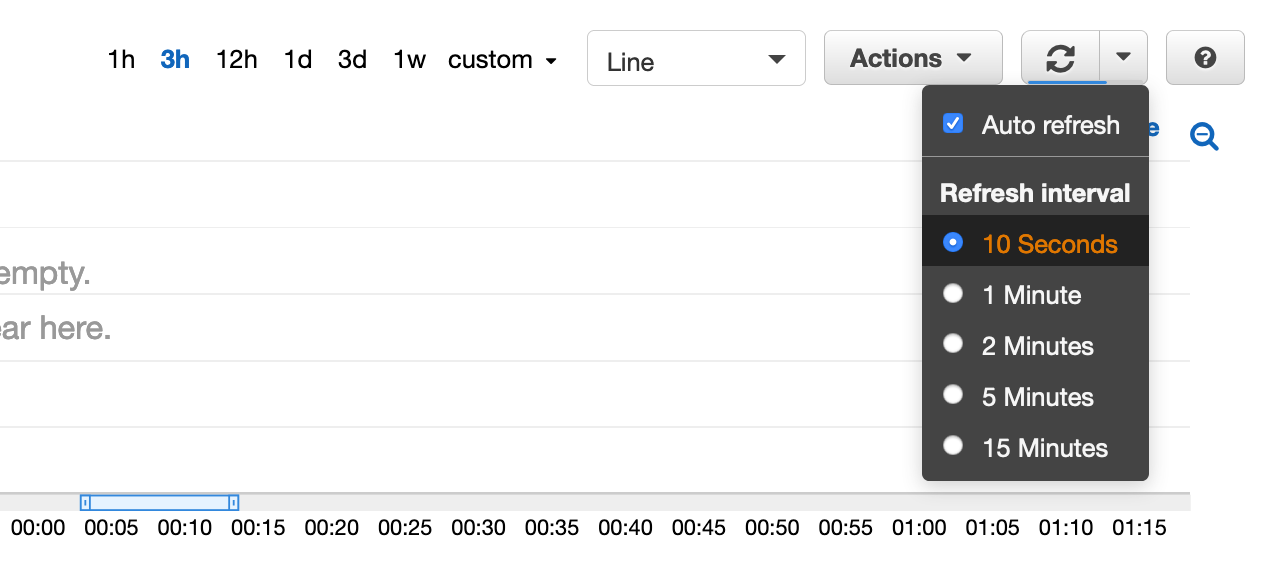 1h 3h 12h 1d 3d 1w custom Line Actions ?
Auto refresh e
Refresh interval
10 Seconds
empty.
1 Minute
ear here.
2 Minutes
5 Minutes
15 Minutes
00:00 00:05 00:10 00:15 00:20 00:25 00:30 00:35 00:40 00:45 00:50 00:55 01:00 01:05 01:10 01:15